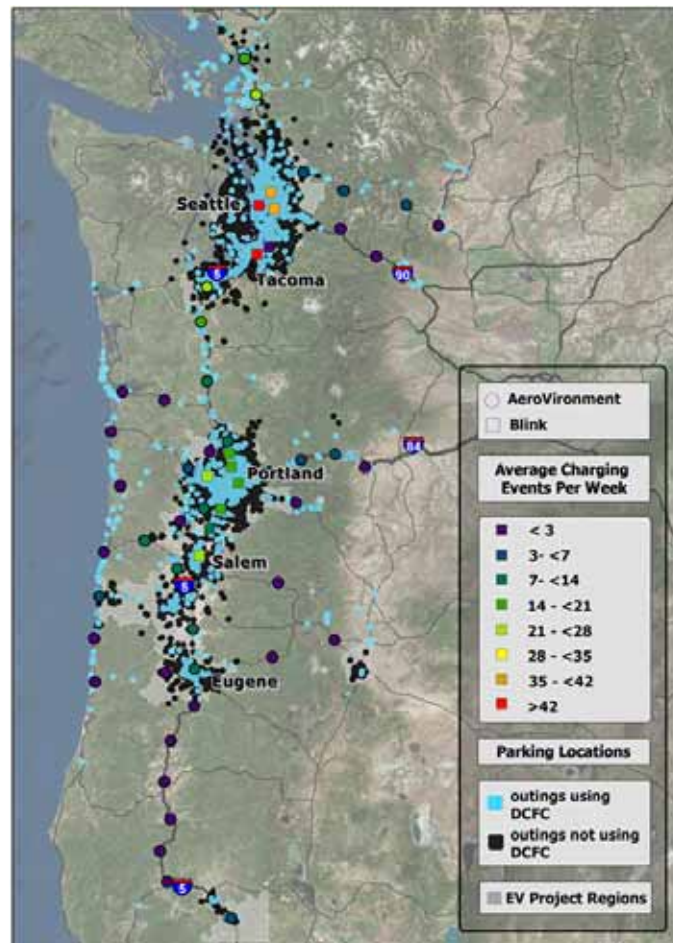 Seattle
5
Tacoma
90
AeroVironment
Blink
84
Average Charging
Events Per Week
Portland
< 3
3- <7
7- <14
Salem
14 - <21
5
21 - <28
28 - <35
Eugene
35 - <42
>42
Parking Locations
outings using
DCFC
outings not using
DCFC
5
EV Project Regions